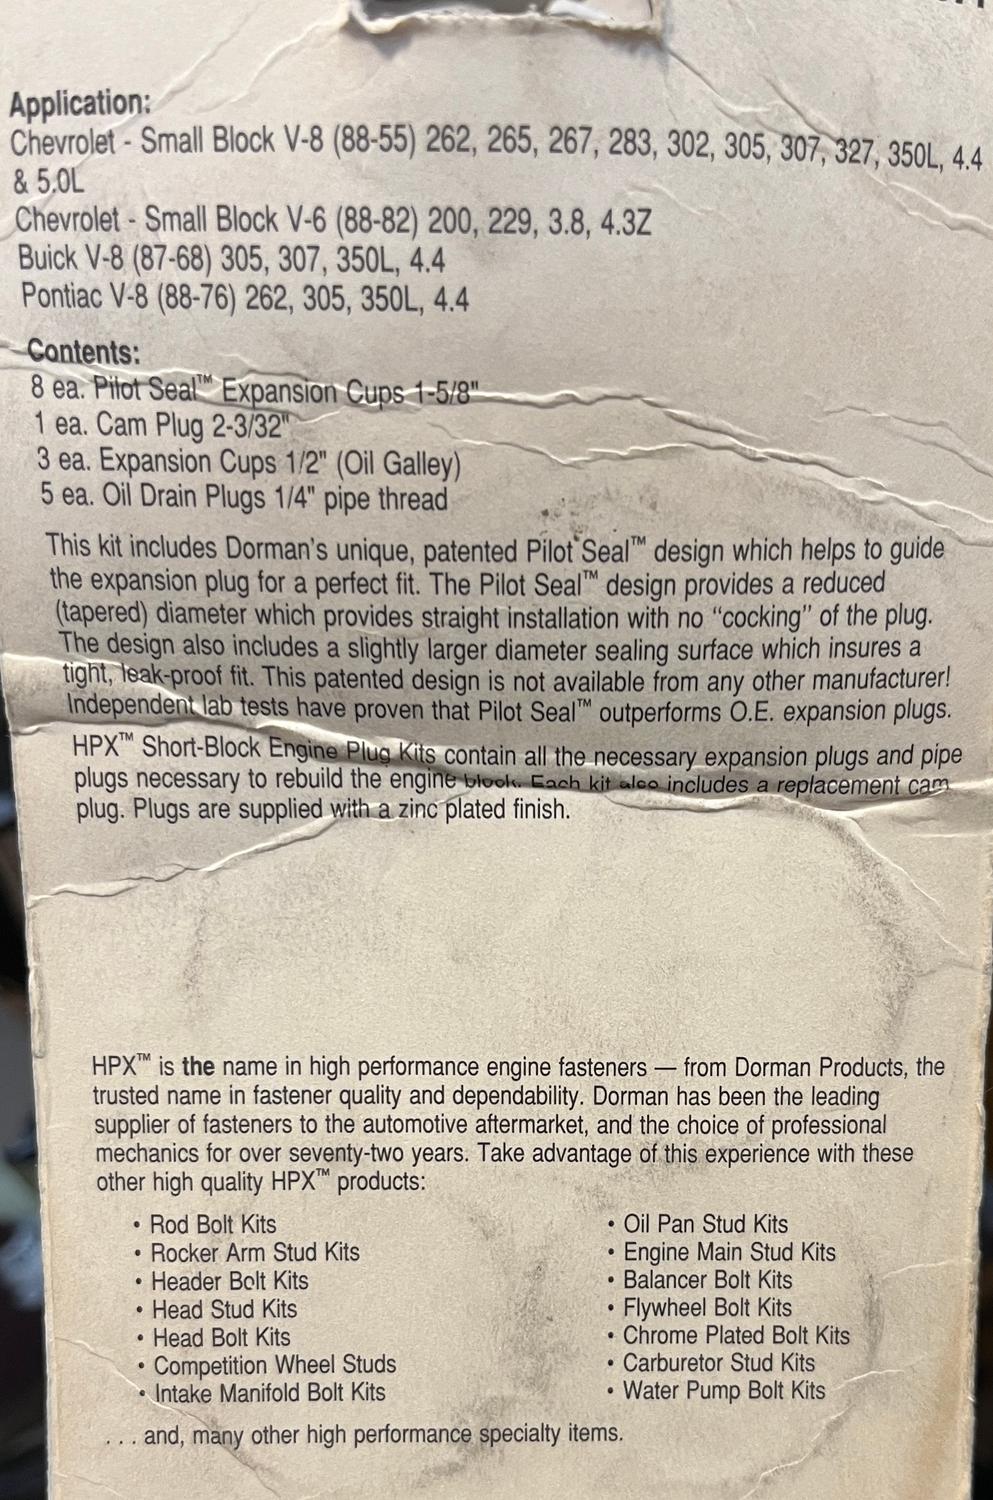 Application:
Chevrolet - Small Block V-8 (88-55) 262, 265, 267, 283, 302, 305, 307, 327, 350L, 4.4
& 5.0L
Chevrolet - Small Block V-6 (88-82) 200, 229, 3.8, 4.3Z
Buick V-8 (87-68) 305, 307, 350L, 4.4
Pontiac V-8 (88-76) 262, 305, 350L, 4.4
Contents:
8 ea. Pilot Seal™ Expansion Cups 1-5/8"
1 ea. Cam Plug 2-3/32"
3 ea. Expansion Cups 1/2" (Oil Galley)
5 ea. Oil Drain Plugs 1/4" pipe thread
This kit includes Dorman's unique, patented Pilot Seal™ design which helps to guide
the expansion plug for a perfect fit. The Pilot Seal™ design provides a reduced
(tapered) diameter which provides straight installation with no “cocking” of the plug.
The design also includes a slightly larger diameter sealing surface which insures a
tight, leak-proof fit. This patented design is not available from any other manufacturer!
Independent lab tests have proven that Pilot Seal™ outperforms O.E. expansion plugs.
HPX™ Short-Block Engine Plug Kits contain all the necessary expansion plugs and pipe
plugs necessary to rebuild the engine block. Each kit also includes a replacement cam
plug. Plugs are supplied with a zinc plated finish.
HPX™ is the name in high performance engine fasteners — from Dorman Products, the
trusted name in fastener quality and dependability. Dorman has been the leading
supplier of fasteners to the automotive aftermarket, and the choice of professional
mechanics for over seventy-two years. Take advantage of this experience with these
other high quality HPX™ products:
• Rod Bolt Kits
• Rocker Arm Stud Kits
• Header Bolt Kits
• Head Stud Kits
• Head Bolt Kits
• Competition Wheel Studs
• Intake Manifold Bolt Kits
• Oil Pan Stud Kits
• Engine Main Stud Kits
• Balancer Bolt Kits
• Flywheel Bolt Kits
• Chrome Plated Bolt Kits
• Carburetor Stud Kits
• Water Pump Bolt Kits
. . . and, many other high performance specialty items.